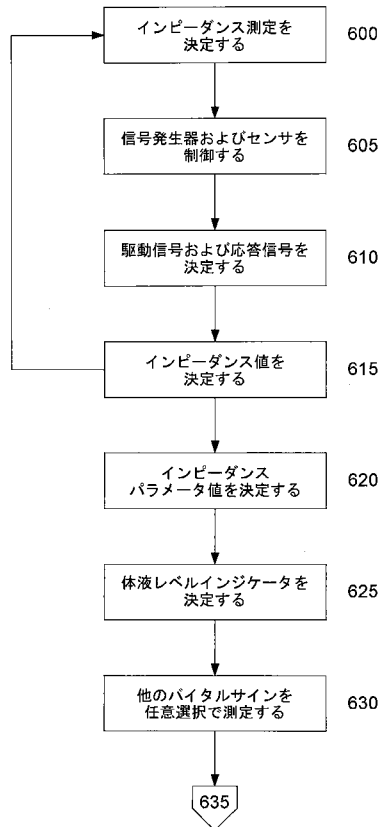 インピーダンス測定を
決定する
600
信号発生器およびセンサを
制御する
605
駆動信号および応答信号を
決定する
610
インピーダンス値を
決定する
615
インピーダンス
パラメータ値を決定する
620
体液レベルインジケータを
決定する
625
他のバイタルサインを
任意選択で測定する
630
635